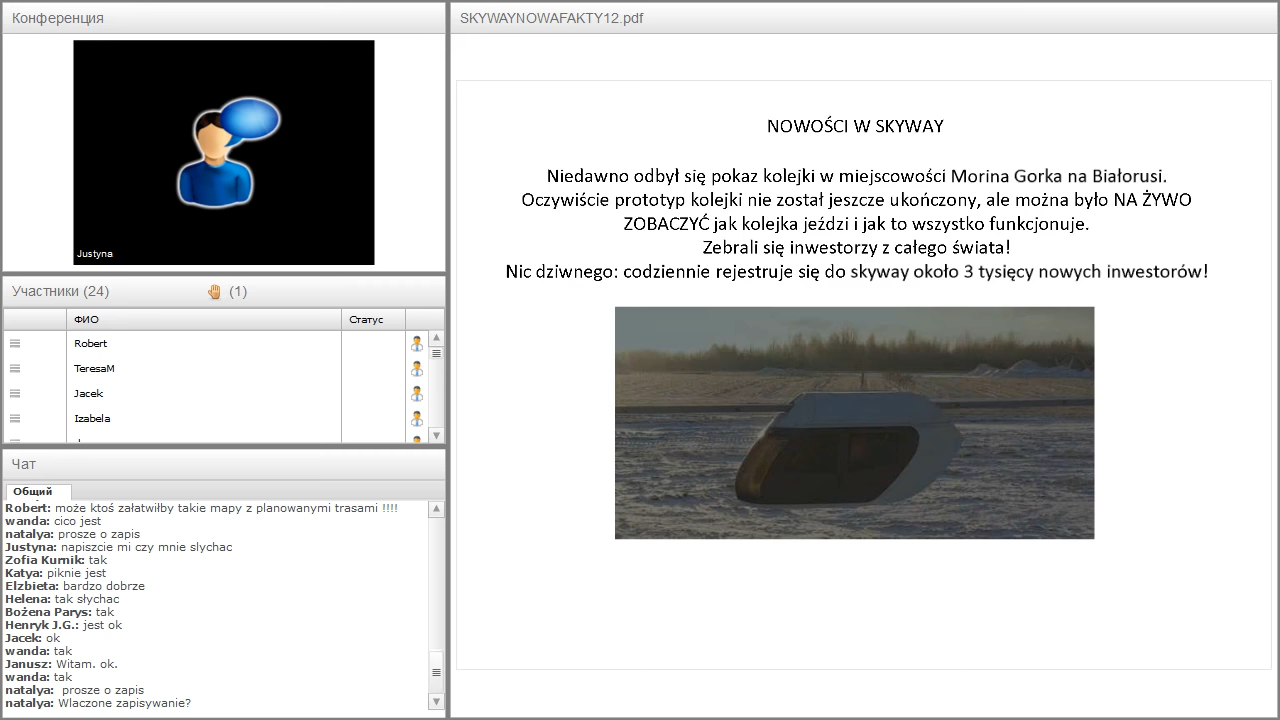 Конференция
Justyna
Участники (24) (1)
ФИО Статус
Robert
TeresaM
Jacek
Izabela
Чат
Общий
Robert: może ktoś załatwiłby takie mapy z planowanymi trasami !!!!
wanda: cico jest
natalya: prosze o zapis
Justyna: napiszcie mi czy mnie slychac
Zofia Kurnik: tak
Katya: piknie jest
Elzbieta: bardzo dobrze
Helena: tak słychac
Bożena Parys: tak
Henryk J.G.: jest ok
Jacek: ok
wanda: tak
Janusz: Witam. ok.
wanda: tak
natalya: prosze o zapis
natalya: Wlaczone zapisywanie?
SKYWAYNOWAFAKTY12.pdf
NOWOŚCI W SKYWAY
Niedawno odbył się pokaz kolejki w miejscowości Morina Gorka na Białorusi.
Oczywiście prototyp kolejki nie został jeszcze ukończony, ale można było NA ŻYWO
ZOBACZYĆ jak kolejka jeździ i jak to wszystko funkcjonuje.
Zebrali się inwestorzy z całego świata!
Nic dziwnego: codziennie rejestruje się do skyway około 3 tysięcy nowych inwestorów!